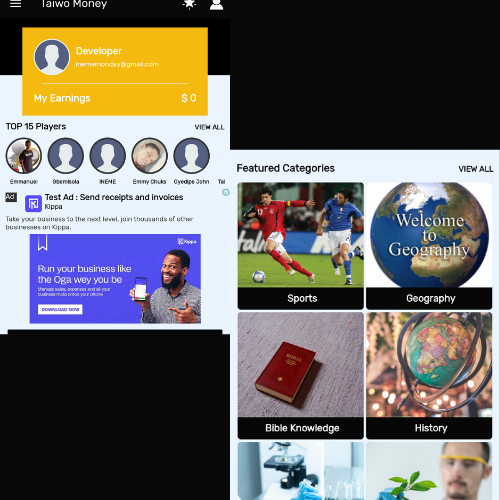 Taiwo Money
Developer
inememonday@gmail.com
My Earnings
$ 0
TOP 15 Players
VIEW ALL
Emmanuel
Gbemisola
INEME
Emmy Chuks
Oyedipe John
Tai
Ad
Test Ad : Send receipts and invoices
Kippa
Take your business to the next level, join thousands of other
businesses on Kippa.
Kippa
Run your business like
the Oga wey you be
Manage sales, expenses and all your
business mata ontop your phone
DOWNLOAD NOW
Featured Categories
VIEW ALL
Sports
Welcome
to
Geography
Geography
BIBLIA
Bible Knowledge
History